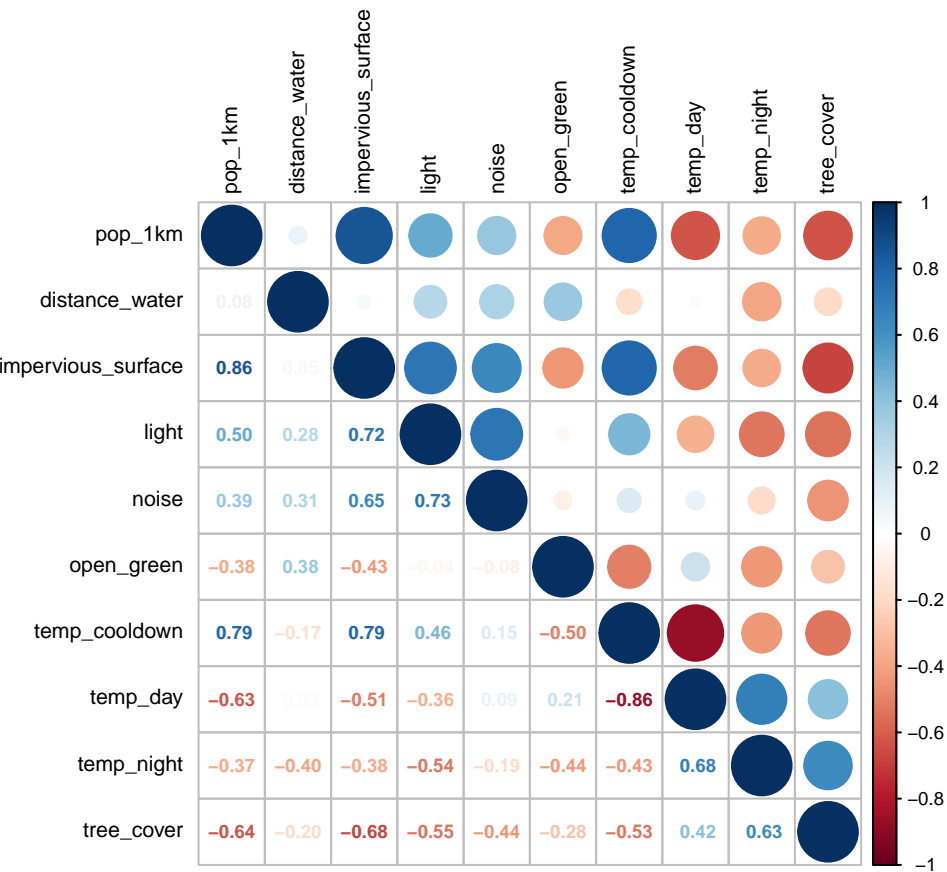 pop_1km distance_water impervious_surface light noise open_green temp_cooldown temp_day temp_night tree_cover
pop_1km
distance_water 0.08
impervious_surface 0.86 0.05
light 0.50 0.28 0.72
noise 0.39 0.31 0.65 0.73
open_green −0.38 0.38 −0.43 −0.04 −0.08
temp_cooldown 0.79 −0.17 0.79 0.46 0.15 −0.50
temp_day −0.63 −0.51 −0.36 0.09 0.21 −0.86
temp_night −0.37 −0.40 −0.38 −0.54 −0.19 −0.44 −0.43 0.68
tree_cover −0.64 −0.20 −0.68 −0.55 −0.44 −0.28 −0.53 0.42 0.63
1
0.8
0.6
0.4
0.2
0
−0.2
−0.4
−0.6
−0.8
−1